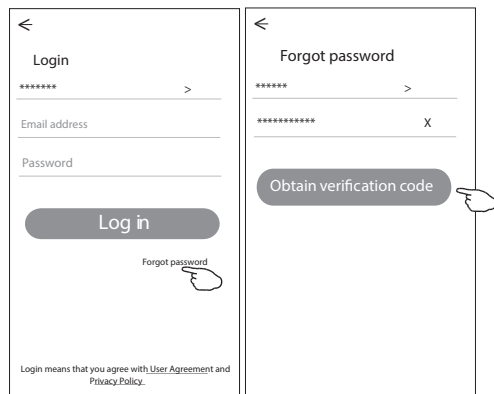 Login
******* >
Email address
Password
Log in
Forgot password
Login means that you agree with User Agreement and
Privacy Policy
Forgot password
****** >
*********** X
Obtain verification code